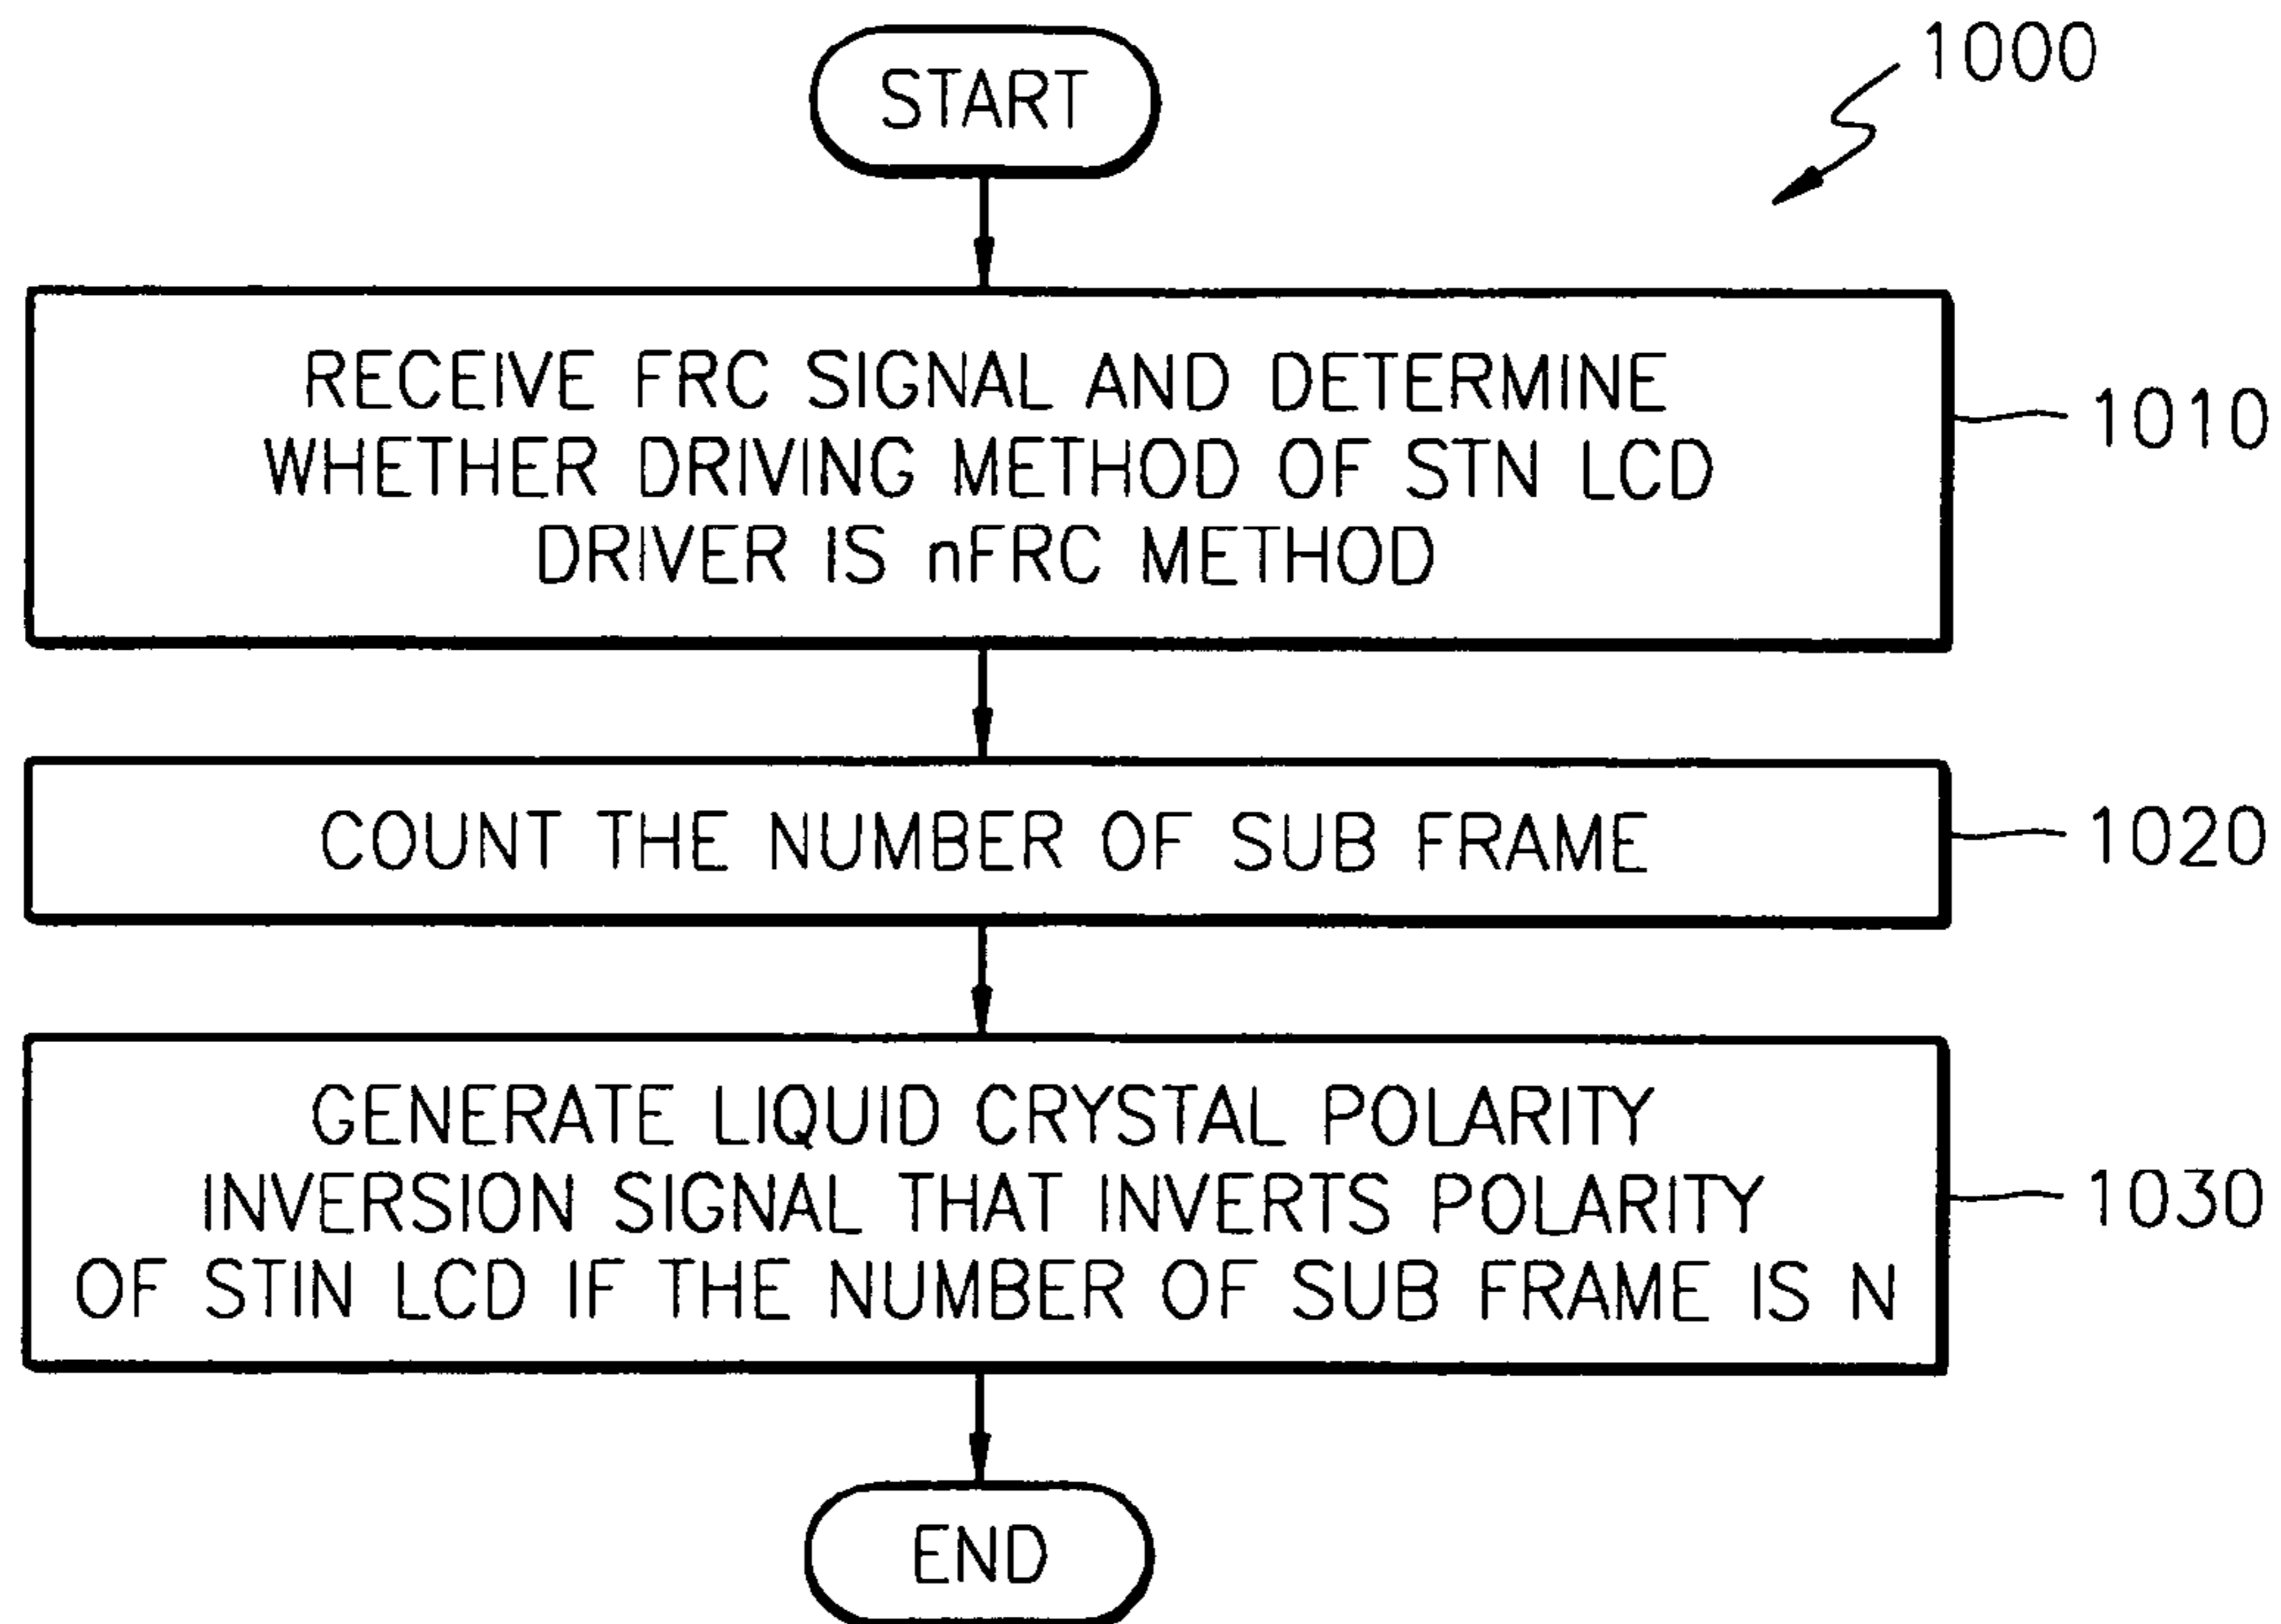 START
1000
RECEIVE FRC SIGNAL AND DETERMINE
WHETHER DRIVING METHOD OF STN LCD
DRIVER IS nFRC METHOD
1010
COUNT THE NUMBER OF SUB FRAME
1020
GENERATE LIQUID CRYSTAL POLARITY
INVERSION SIGNAL THAT INVERTS POLARITY
OF STIN LCD IF THE NUMBER OF SUB FRAME IS N
1030
END